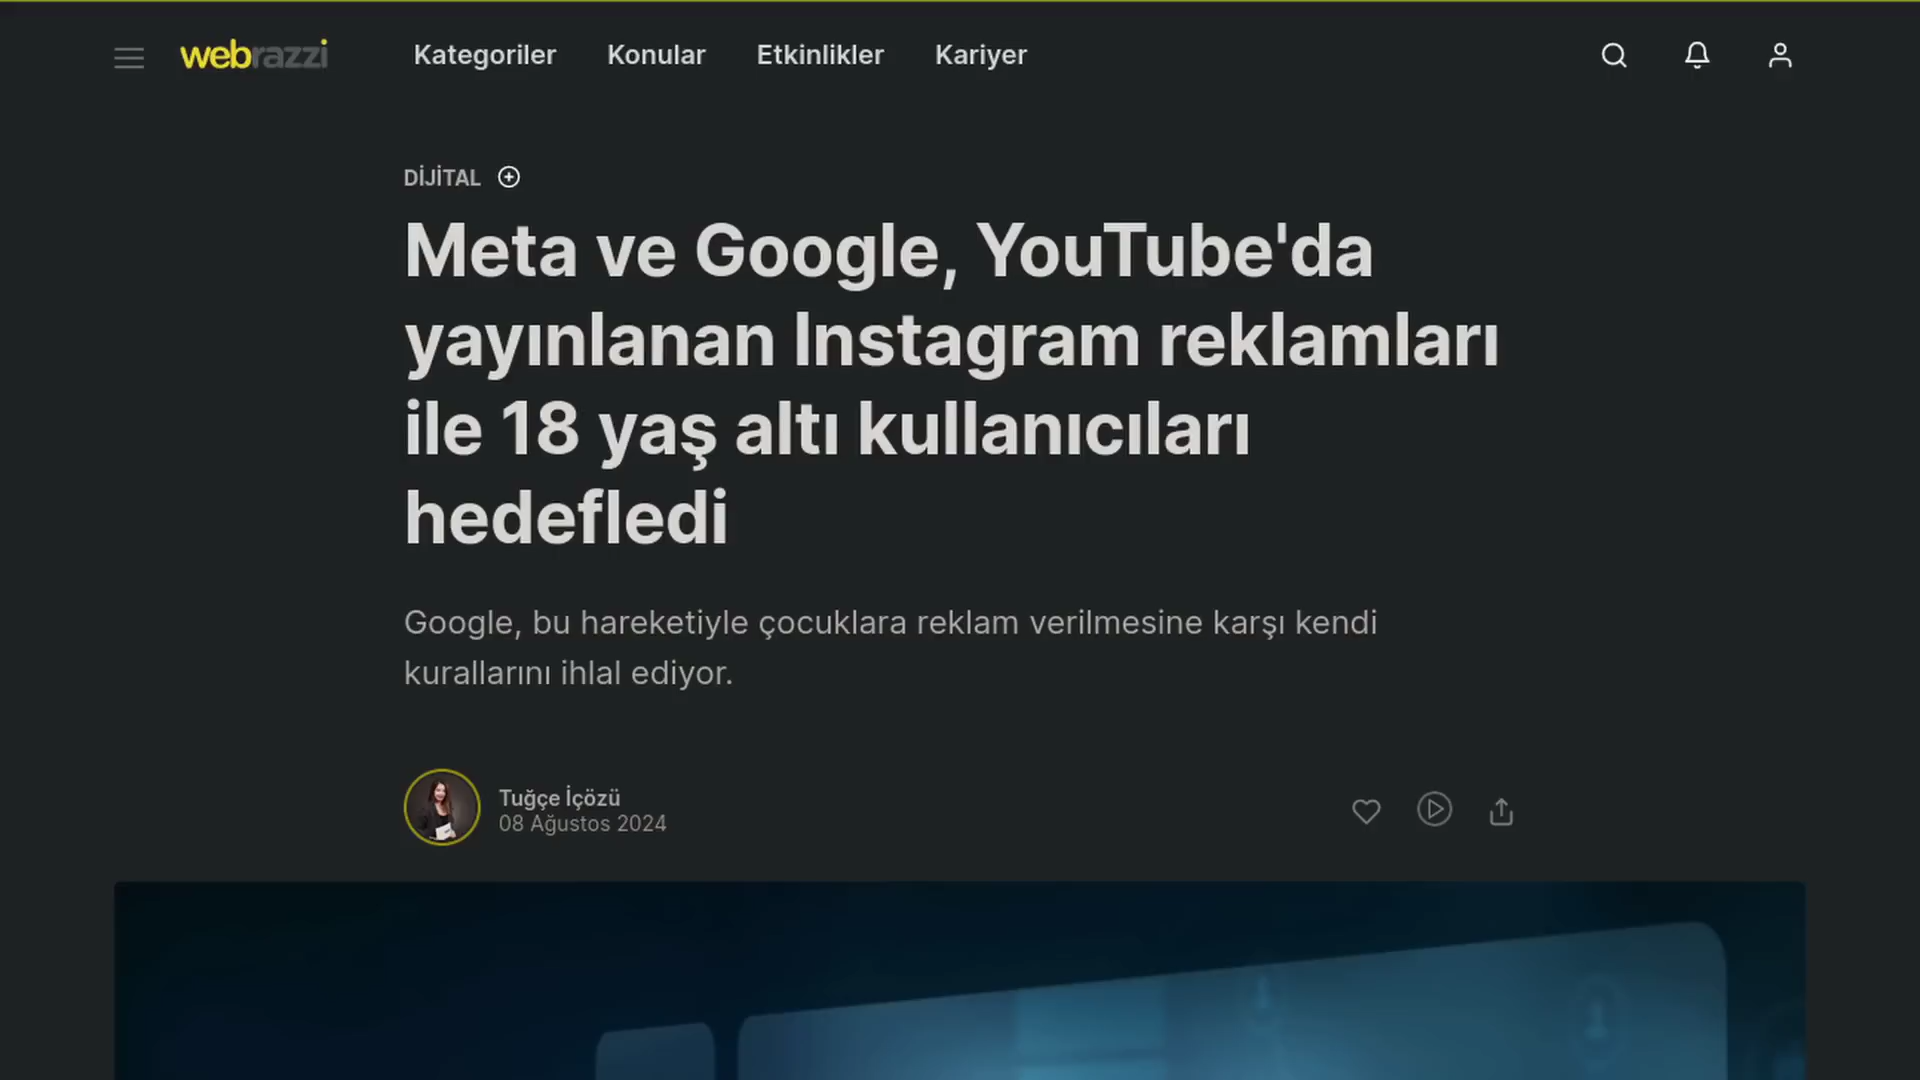 webrazzi
Kategoriler
Konular
Etkinlikler
Kariyer
DİJİTAL
Meta ve Google, YouTube'da
yayınlanan Instagram reklamları
ile 18 yaş altı kullanıcıları
hedefledi
Google, bu hareketiyle çocuklara reklam verilmesine karşı kendi
kurallarını ihlal ediyor.
Tuğçe İçözü
08 Ağustos 2024